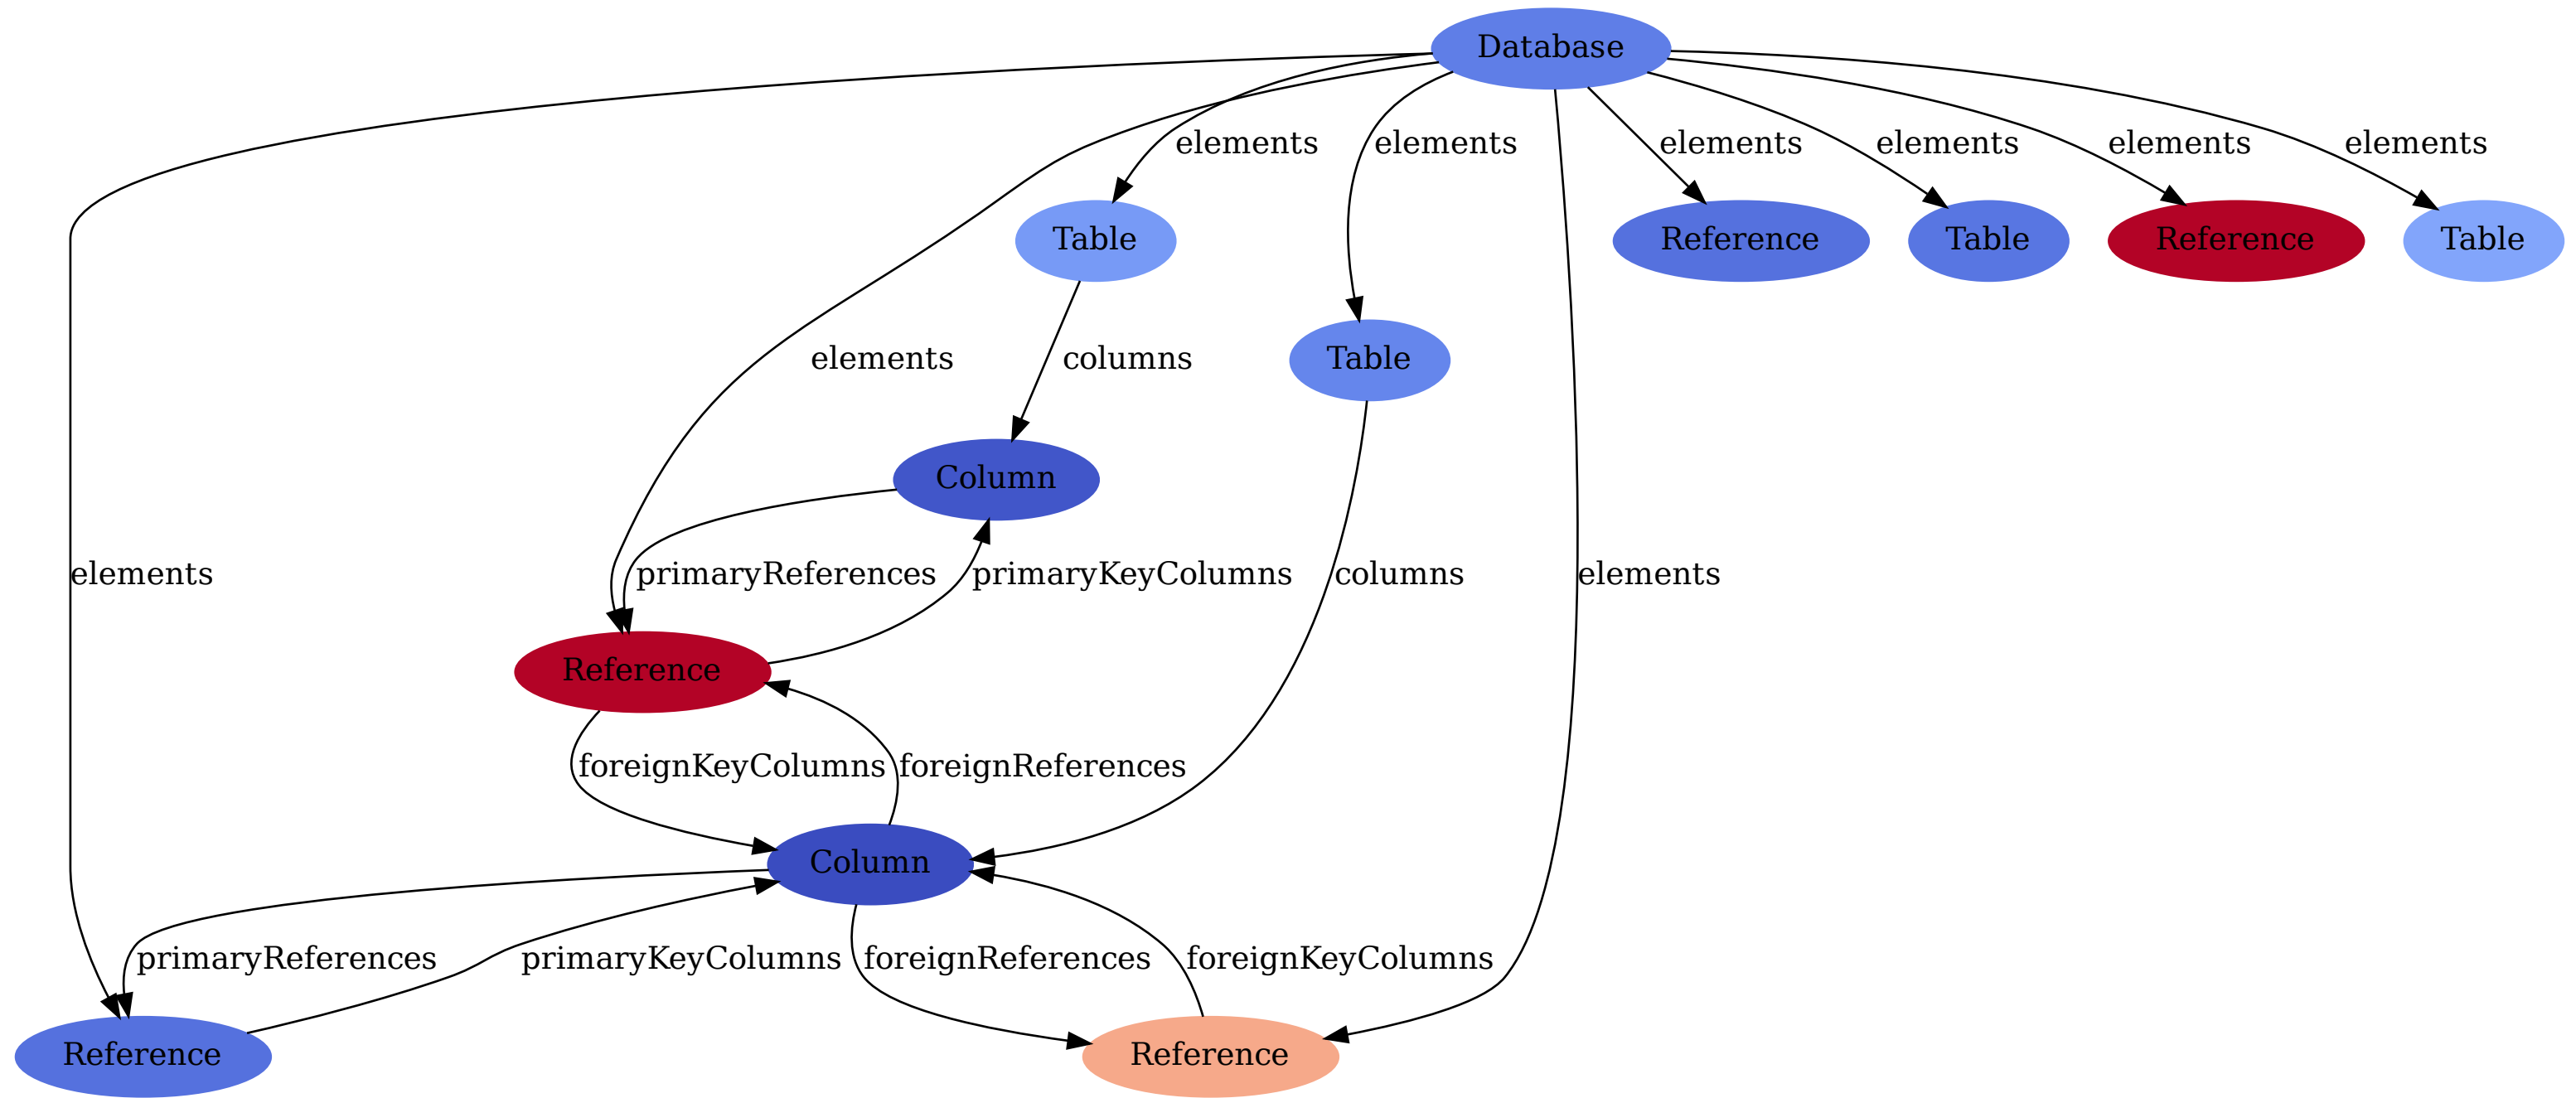 Database
elements
elements
elements
elements
elements
elements
Table
Reference
Table
Reference
Table
elements
columns
Table
Column
elements
primaryReferences
primaryKeyColumns
columns
elements
Reference
foreignKeyColumns
foreignReferences
Column
primaryReferences
primaryKeyColumns
foreignReferences
foreignKeyColumns
Reference
Reference